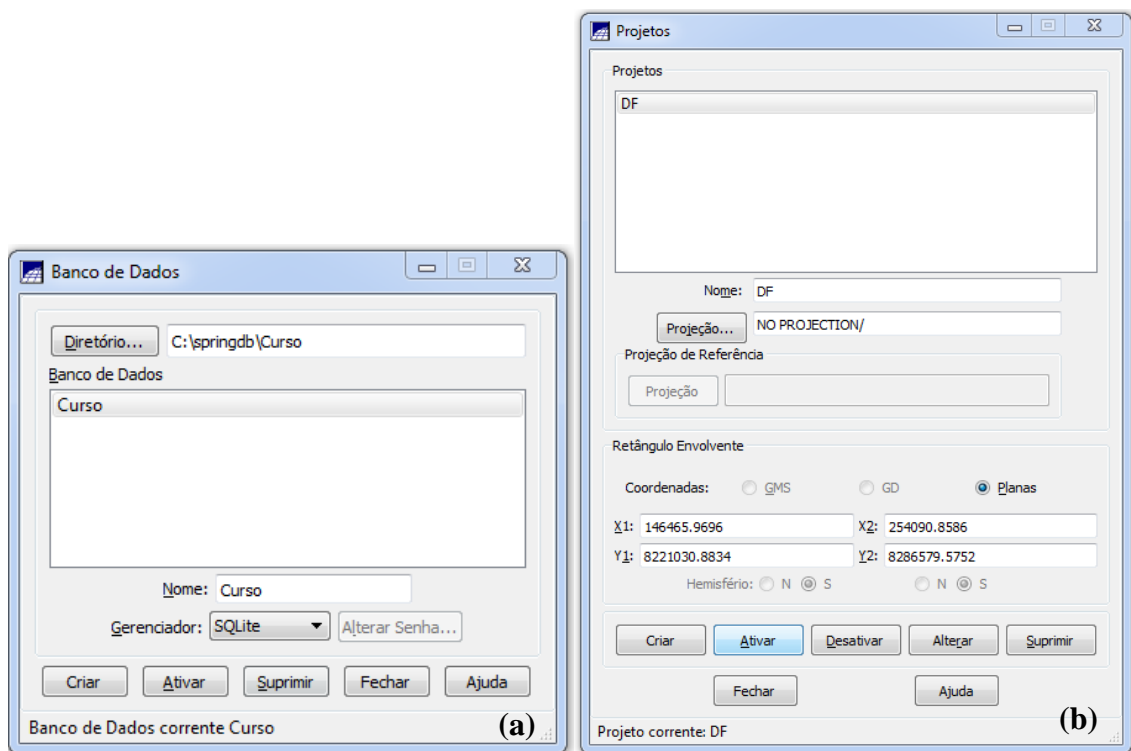 Banco de Dados
Diretório... C:\springdb\Curso
Banco de Dados
Curso
Nome: Curso
Gerenciador: SQLite Alterar Senha...
Criar Ativar Suprimir Fechar Ajuda
Banco de Dados corrente Curso (a)
Projetos
Projetos
DF
Nome: DF
Projeção... NO PROJECTION/
Projeção de Referência
Projeção
Retângulo Envolvente
Coordenadas: GMS GD Planas
X1: 146465.9696 X2: 254090.8586
Y1: 8221030.8834 Y2: 8286579.5752
Hemisfério: N S N S
Criar Ativar Desativar Alterar Suprimir
Fechar Ajuda
Projeto corrente: DF (b)